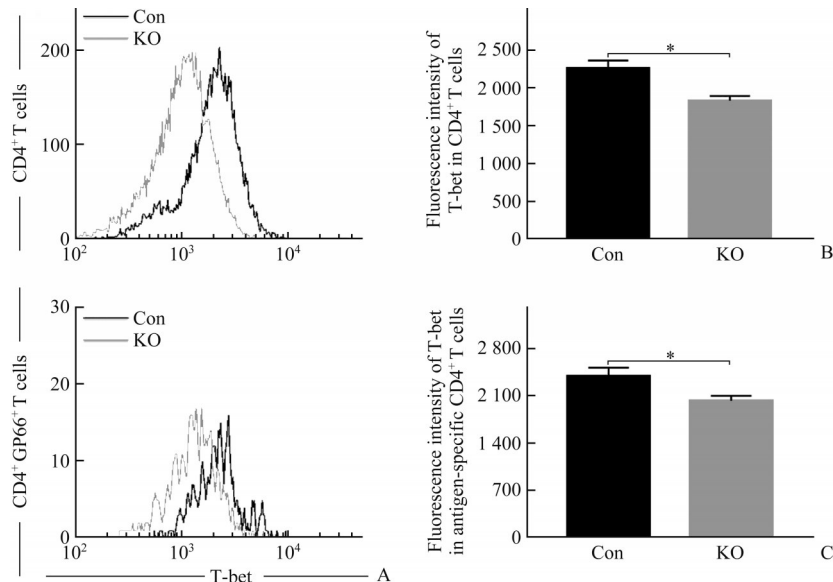 Con
KO
200
100
0
10²
10³
10⁴
CD4⁺T cells
Fluorescence intensity of
T-bet in CD4⁺T cells
2 500
2 000
1 500
1 000
500
0
*
Con
KO
B
Con
KO
30
20
10
0
10²
10³
10⁴
CD4⁺GP66⁺T cells
T-bet
A
Fluorescence intensity of T-bet
in antigen-specific CD4⁺T cells
2 800
2 100
1 400
700
0
*
Con
KO
C